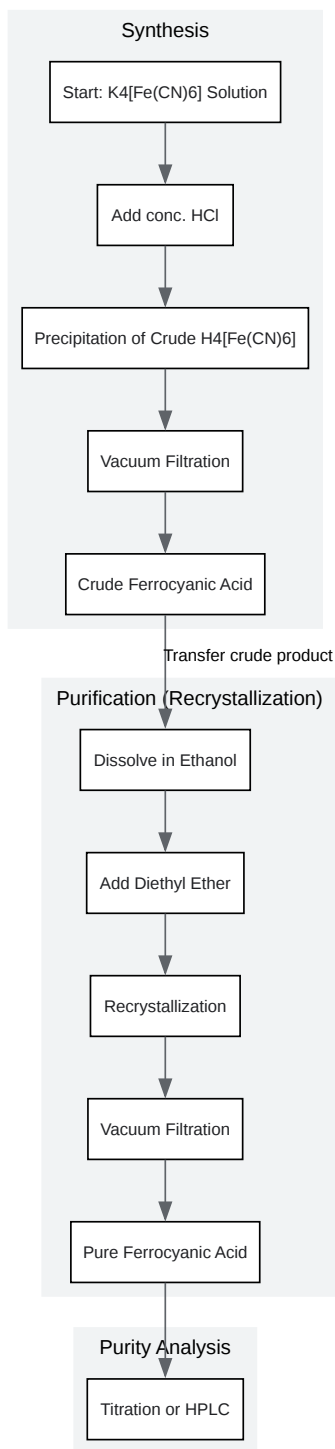 Synthesis
Start: K4[Fe(CN)6] Solution
Add conc. HCl
Precipitation of Crude H4[Fe(CN)6]
Vacuum Filtration
Crude Ferrocyanic Acid
Transfer crude product
Purification (Recrystallization)
Dissolve in Ethanol
Add Diethyl Ether
Recrystallization
Vacuum Filtration
Pure Ferrocyanic Acid
Purity Analysis
Titration or HPLC